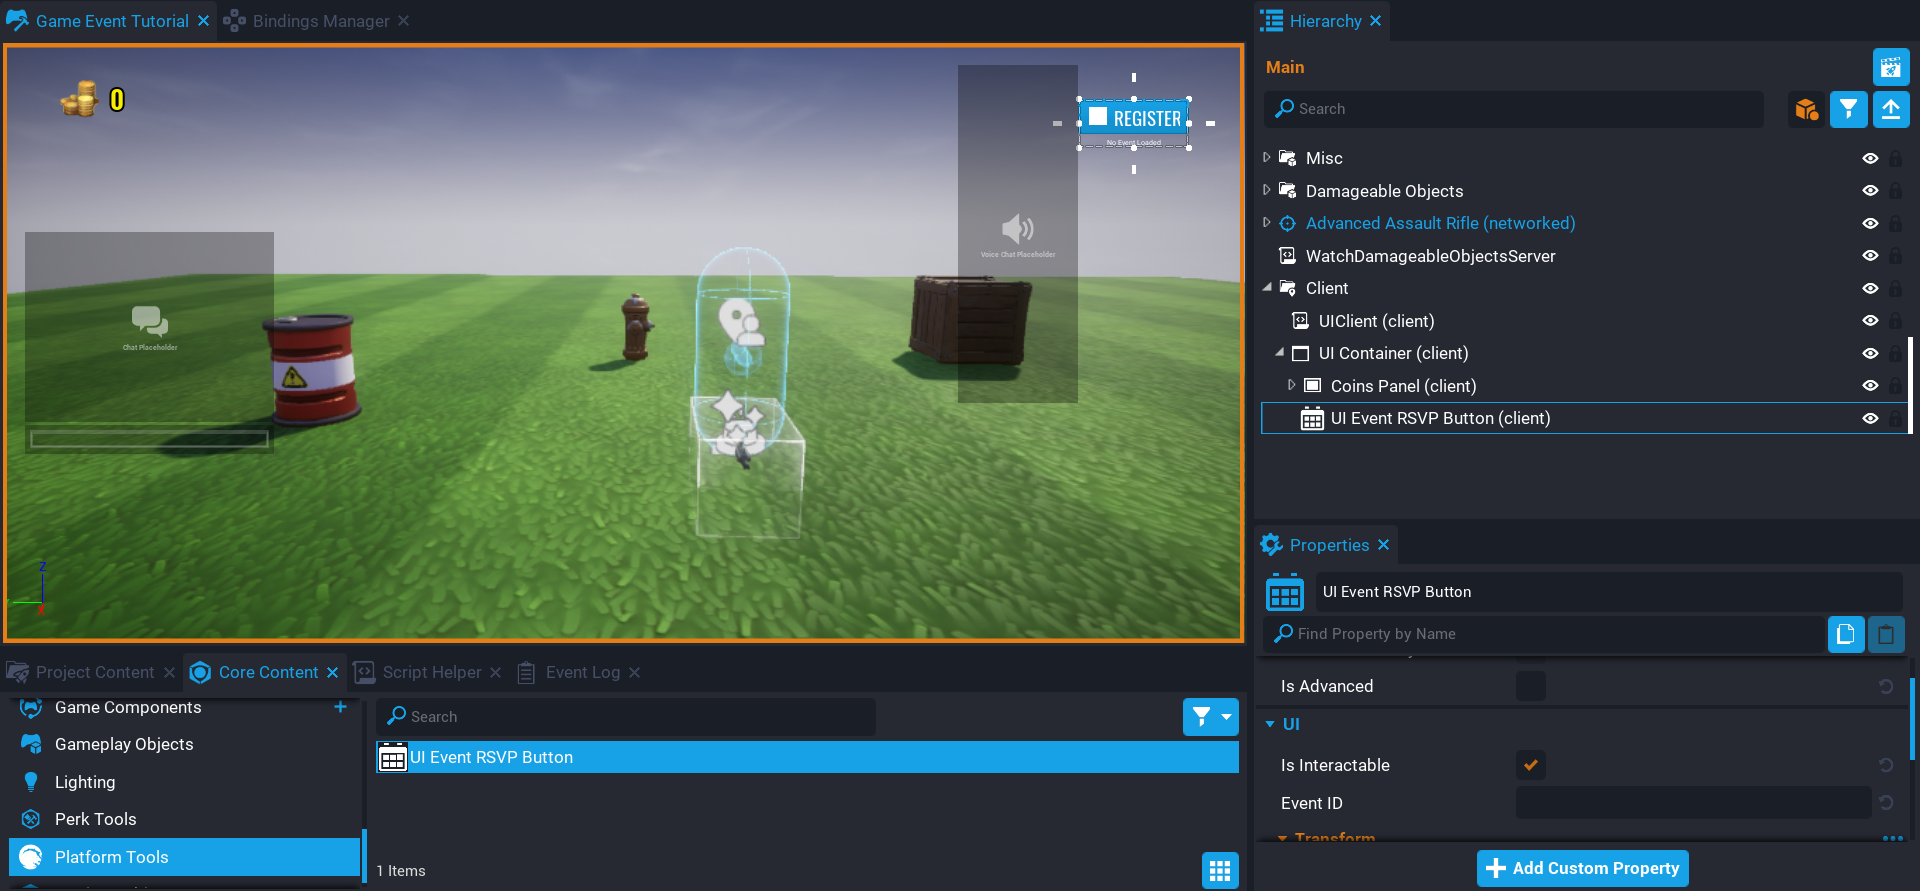 Game Event Tutorial
Bindings Manager
0
REGISTER
No Event Loaded
Voice Chat Placeholder
Chat Placeholder
Z
X
Hierarchy
Main
Search
Misc
Damageable Objects
Advanced Assault Rifle (networked)
WatchDamageableObjectsServer
Client
UIClient (client)
UI Container (client)
Coins Panel (client)
UI Event RSVP Button (client)
Properties
UI Event RSVP Button
Find Property by Name
Is Advanced
UI
Is Interactable
Event ID
Transform
Add Custom Property
Project Content
Core Content
Script Helper
Event Log
Game Components
Gameplay Objects
Lighting
Perk Tools
Platform Tools
Search
UI Event RSVP Button
1 Items